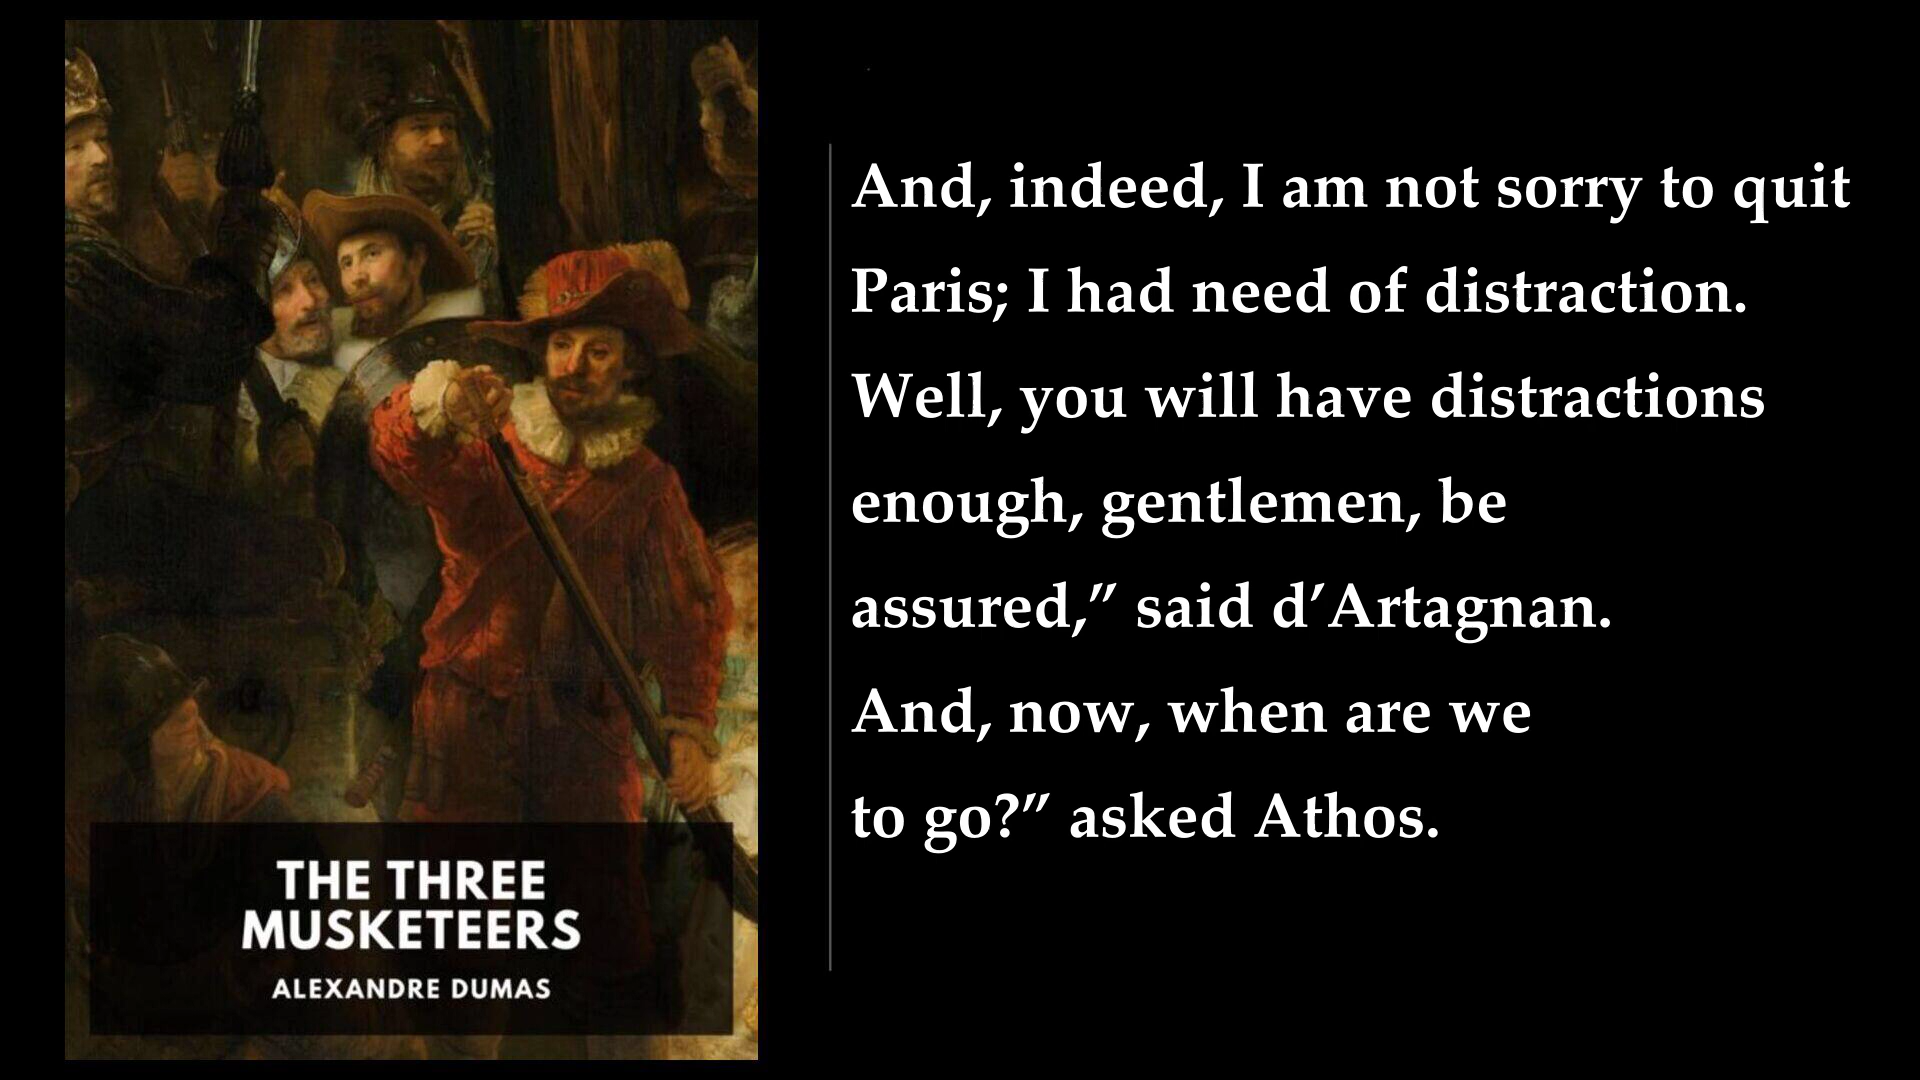 THE THREE
MUSKETEERS
ALEXANDRE DUMAS
And, indeed, I am not sorry to quit
Paris; I had need of distraction.
Well, you will have distractions
enough, gentlemen, be
assured,” said d’Artagnan.
And, now, when are we
to go?” asked Athos.